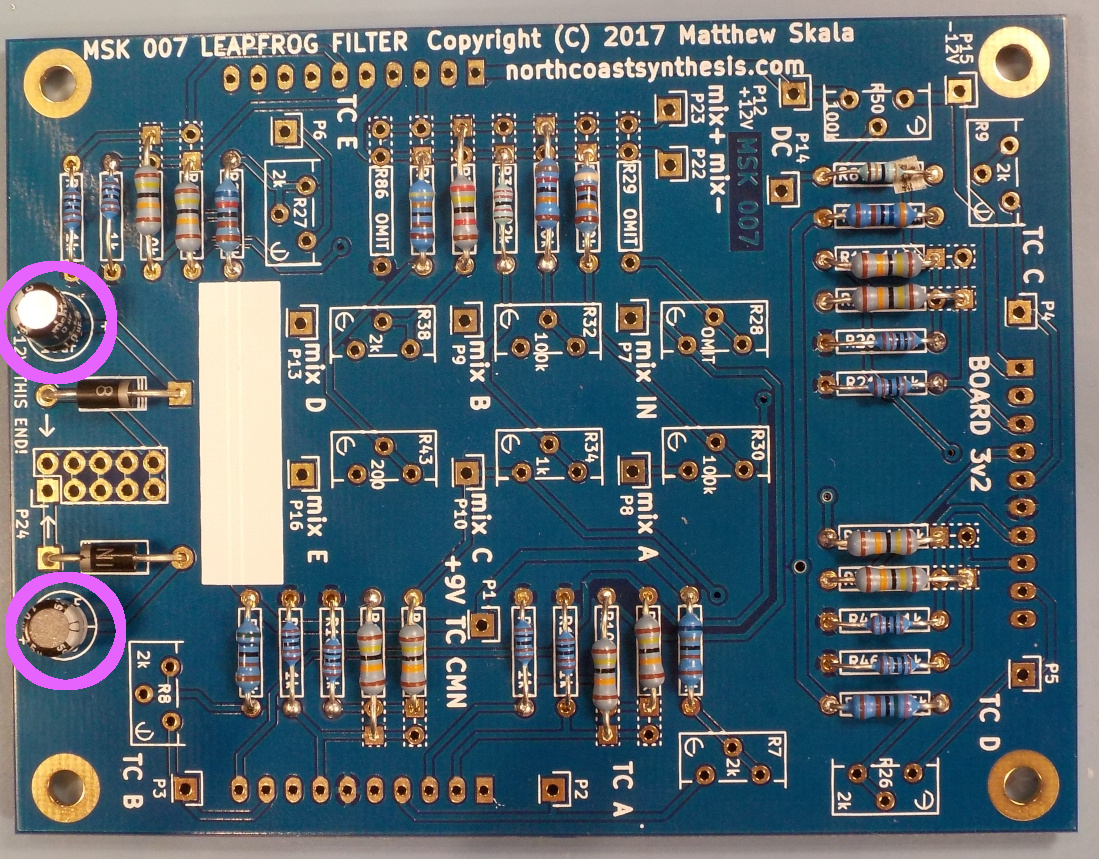 MSK 007 LEAPFROG FILTER Copyright (C) 2017 Matthew Skala
northcoastsynthesis.com
P15
-12V
P12
+12V
MSK 007
DC
P14
R50
100k
R9
2k
TC C
P4
TC E
P6
2k
R27
R86 OMIT
R29 OMIT
P23
mix+
P22
mix-
P13
mix D
R38
2k
P9
mix B
R32
100k
P7
mix IN
R28
OMIT
BOARD 3v2
THIS END!
P24
8
1N
P16
mix E
R43
200
P10
mix C
R34
1k
P8
mix A
R30
100k
+9V
P1
TC CMN
2k
R8
TC B
P3
P2
TC A
R7
2k
R46
R26
2k
TC D
P5